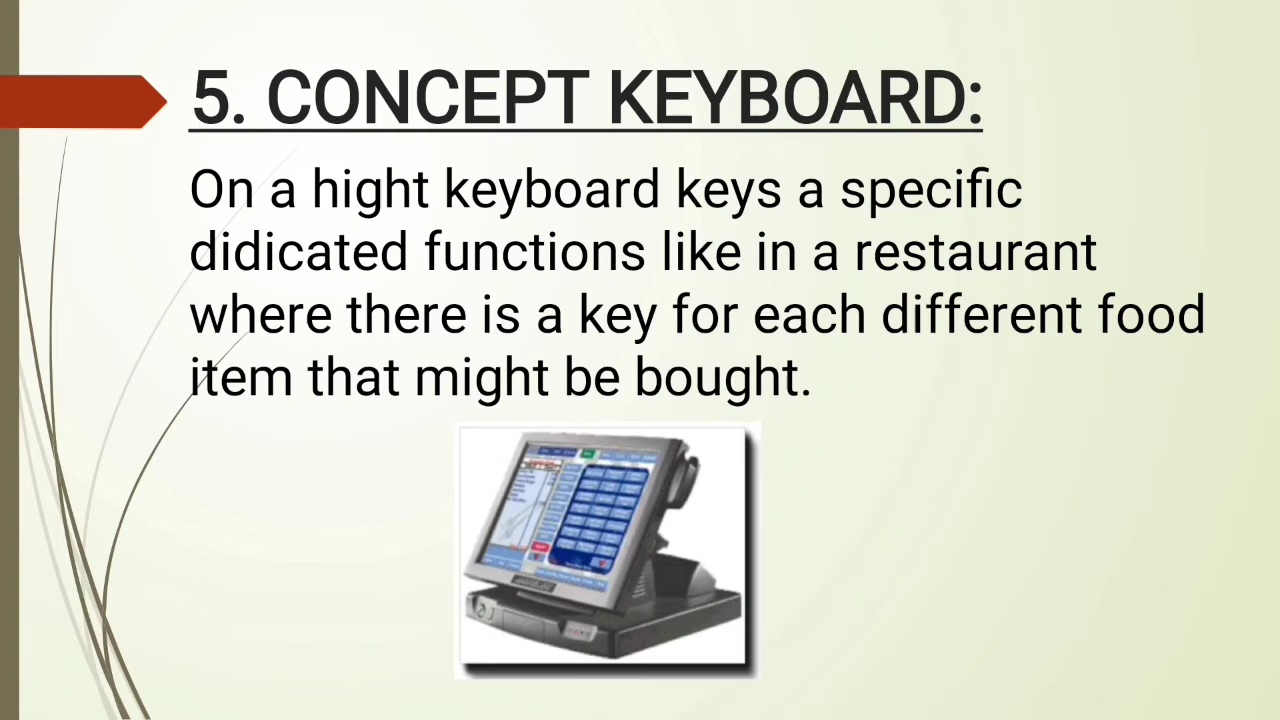 5. CONCEPT KEYBOARD:
On a hight keyboard keys a specific
didicated functions like in a restaurant
where there is a key for each different food
item that might be bought.